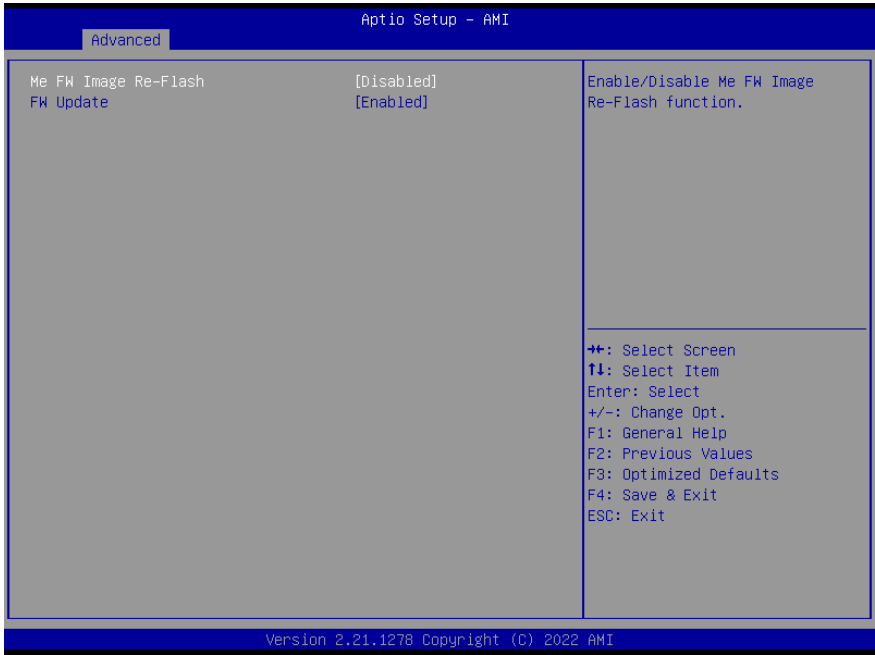 Aptio Setup – AMI
Advanced
Me FW Image Re-Flash [Disabled]
FW Update [Enabled]
Enable/Disable Me FW Image
Re-Flash function.
→←: Select Screen
↑↓: Select Item
Enter: Select
+/-: Change Opt.
F1: General Help
F2: Previous Values
F3: Optimized Defaults
F4: Save & Exit
ESC: Exit
Version 2.21.1278 Copyright (C) 2022 AMI